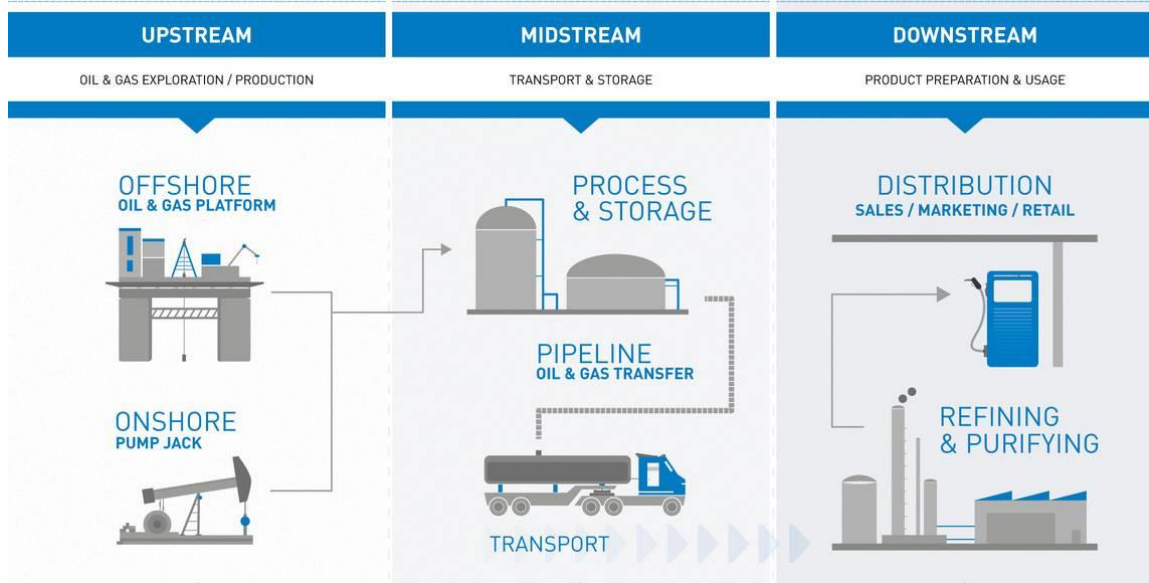 UPSTREAM
OIL & GAS EXPLORATION / PRODUCTION
OFFSHORE
OIL & GAS PLATFORM
ONSHORE
PUMP JACK
MIDSTREAM
TRANSPORT & STORAGE
PROCESS
& STORAGE
PIPELINE
OIL & GAS TRANSFER
TRANSPORT
DOWNSTREAM
PRODUCT PREPARATION & USAGE
DISTRIBUTION
SALES / MARKETING / RETAIL
REFINING
& PURIFYING